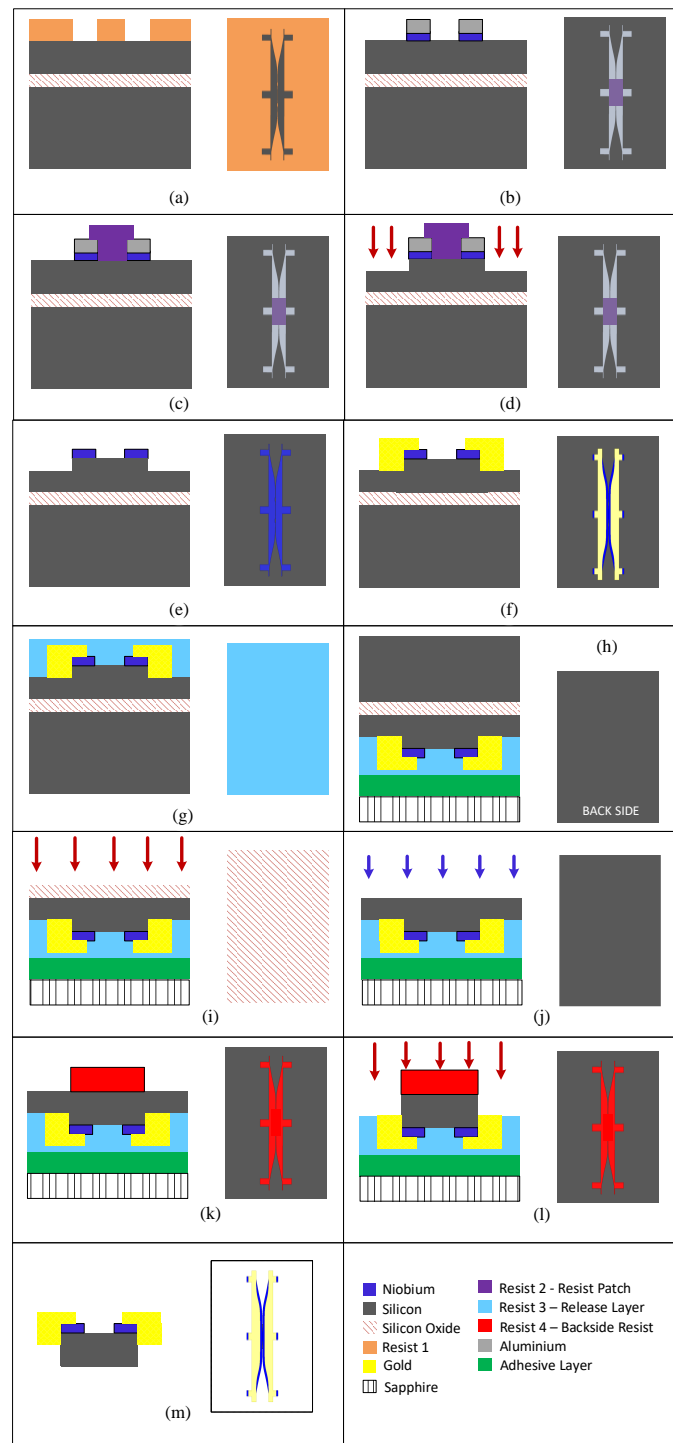 (a)
(b)
(c)
(d)
(e)
(f)
(g)
(h)
BACK SIDE
(i)
(j)
(k)
(l)
(m)
Niobium
Silicon
Silicon Oxide
Resist 1
Gold
Sapphire
Resist 2 - Resist Patch
Resist 3 – Release Layer
Resist 4 – Backside Resist
Aluminium
Adhesive Layer